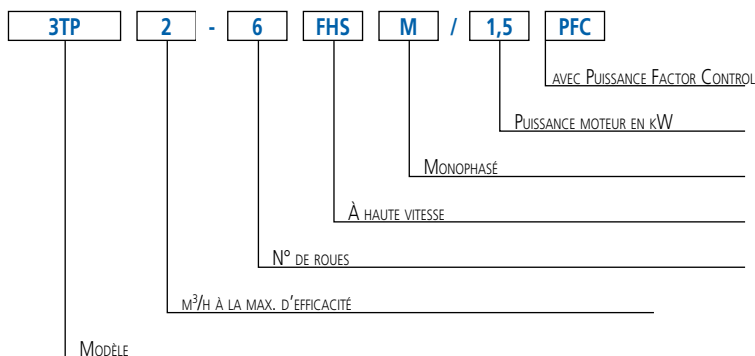 3TP 2 - 6 FHS M / 1,5 PFC
avec Puissance Factor Control
Puissance moteur en kW
Monophasé
À haute vitesse
N° de roues
m³/h à la max. d'efficacité
Modèle